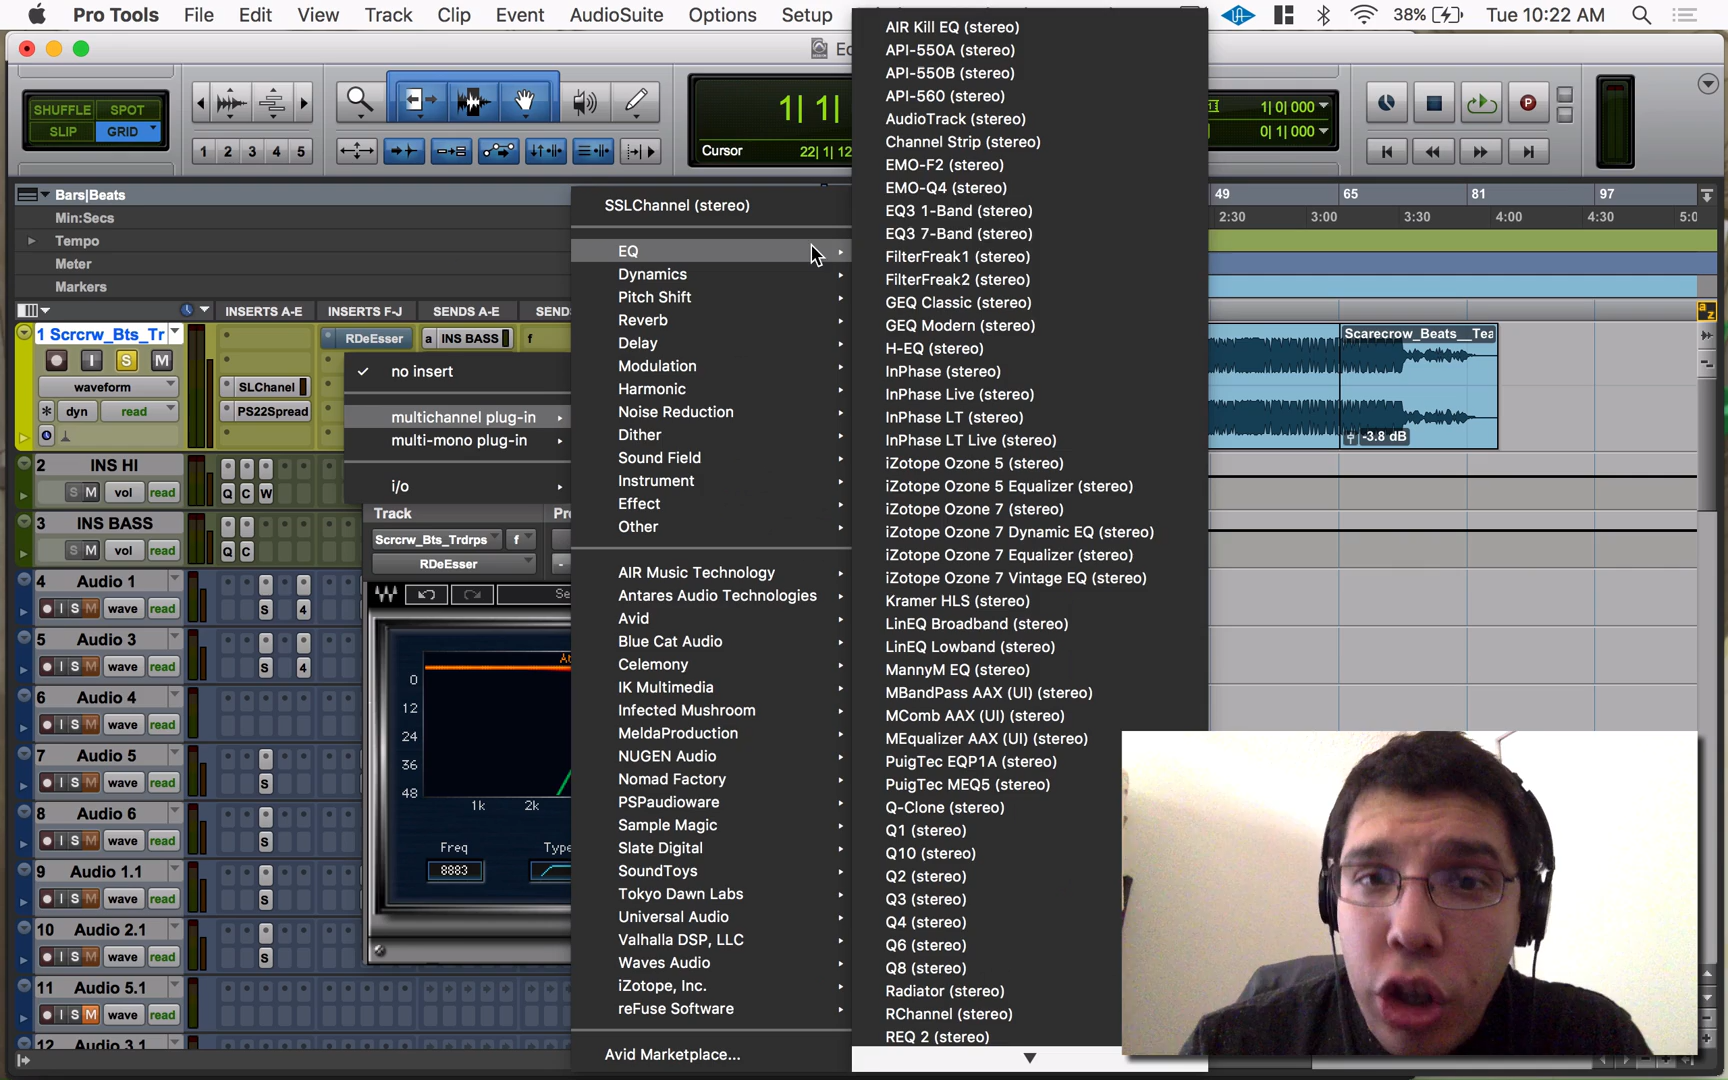 Pro Tools File Edit View Track Clip Event AudioSuite Options Setup 38% Tue 10:22 AM
SHUFFLE SPOT
SLIP GRID
1 2 3 4 5
1| 1|
Cursor 22| 1| 12
1| 0| 000
0| 1| 000
Bars|Beats
Min:Secs
Tempo
Meter
Markers
49 65 81 97
2:30 3:00 3:30 4:00 4:30 5:0
INSERTS A-E INSERTS F-J SENDS A-E SEND
1 Scrcrw_Bts_Tr
I S M
waveform
dyn read
RDeEsser
a INS BASS
f
SLChanel
PS22Spread
no insert
multichannel plug-in
multi-mono plug-in
i/o
2 INS HI
S M vol read
Q C W
3 INS BASS
S M vol read
Q C
4 Audio 1
I S M wave read
S 4
5 Audio 3
I S M wave read
S 4
6 Audio 4
I S M wave read
7 Audio 5
I S M wave read
S
8 Audio 6
I S M wave read
S
9 Audio 1.1
I S M wave read
S
10 Audio 2.1
I S M wave read
S
11 Audio 5.1
I S M wave read
12 Audio 3.1
Track
Scrcrw_Bts_Trdrps f
RDeEsser
Pr
-
Se
At
0
12
24
36
48
1k 2k
Freq Type
8883
SSLChannel (stereo)
EQ
Dynamics
Pitch Shift
Reverb
Delay
Modulation
Harmonic
Noise Reduction
Dither
Sound Field
Instrument
Effect
Other
AIR Music Technology
Antares Audio Technologies
Avid
Blue Cat Audio
Celemony
IK Multimedia
Infected Mushroom
MeldaProduction
NUGEN Audio
Nomad Factory
PSPaudioware
Sample Magic
Slate Digital
SoundToys
Tokyo Dawn Labs
Universal Audio
Valhalla DSP, LLC
Waves Audio
iZotope, Inc.
reFuse Software
Avid Marketplace...
AIR Kill EQ (stereo)
API-550A (stereo)
API-550B (stereo)
API-560 (stereo)
AudioTrack (stereo)
Channel Strip (stereo)
EMO-F2 (stereo)
EMO-Q4 (stereo)
EQ3 1-Band (stereo)
EQ3 7-Band (stereo)
FilterFreak1 (stereo)
FilterFreak2 (stereo)
GEQ Classic (stereo)
GEQ Modern (stereo)
H-EQ (stereo)
InPhase (stereo)
InPhase Live (stereo)
InPhase LT (stereo)
InPhase LT Live (stereo)
iZotope Ozone 5 (stereo)
iZotope Ozone 5 Equalizer (stereo)
iZotope Ozone 7 (stereo)
iZotope Ozone 7 Dynamic EQ (stereo)
iZotope Ozone 7 Equalizer (stereo)
iZotope Ozone 7 Vintage EQ (stereo)
Kramer HLS (stereo)
LinEQ Broadband (stereo)
LinEQ Lowband (stereo)
MannyM EQ (stereo)
MBandPass AAX (UI) (stereo)
MComb AAX (UI) (stereo)
MEqualizer AAX (UI) (stereo)
PuigTec EQP1A (stereo)
PuigTec MEQ5 (stereo)
Q-Clone (stereo)
Q1 (stereo)
Q10 (stereo)
Q2 (stereo)
Q3 (stereo)
Q4 (stereo)
Q6 (stereo)
Q8 (stereo)
Radiator (stereo)
RChannel (stereo)
REQ 2 (stereo)
Scarecrow_Beats__Tea
-3.8 dB